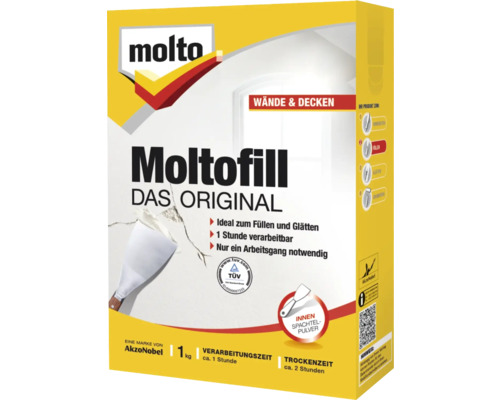 molto
WÄNDE & DECKEN
Moltofill
DAS ORIGINAL
Ideal zum Füllen und Glätten
1 Stunde verarbeitbar
Nur ein Arbeitsgang notwendig
TÜV
INNEN
SPACHTEL-
PULVER
EINE MARKE VON
AkzoNobel
1 kg
VERARBEITUNGSZEIT
ca. 1 Stunde
TROCKENZEIT
ca. 2 Stunden